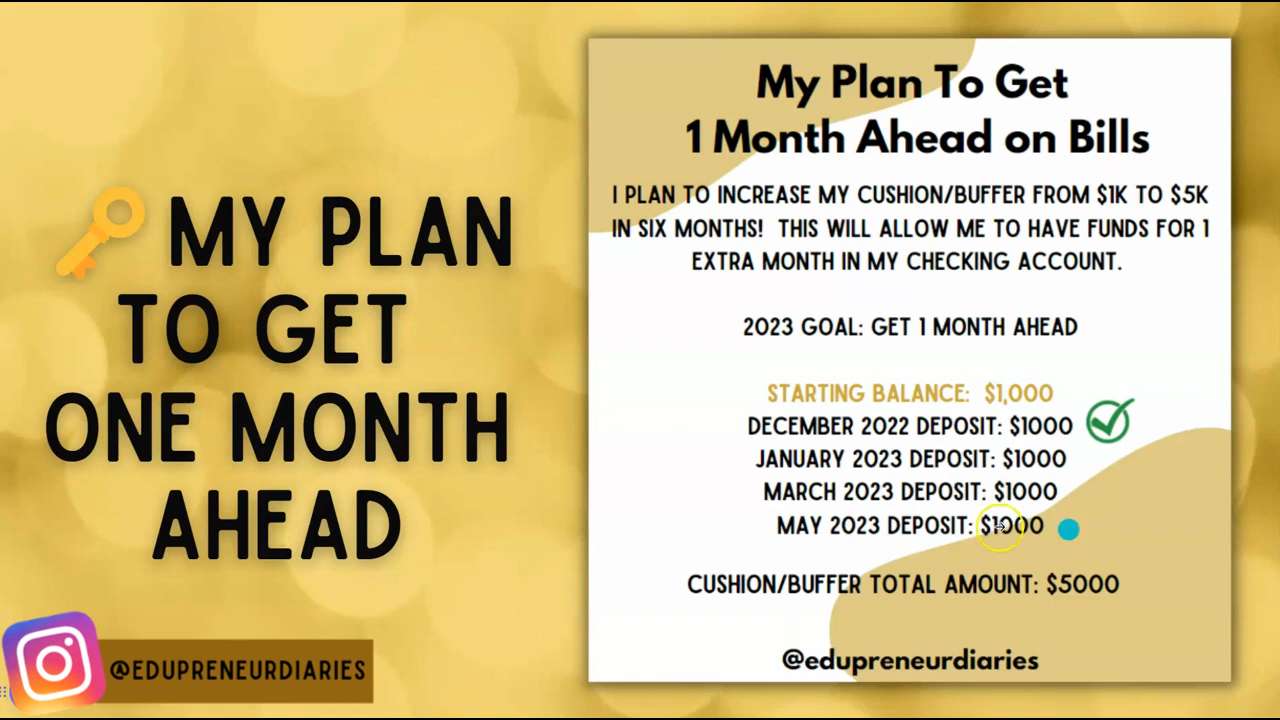 MY PLAN
TO GET
ONE MONTH
AHEAD
@EDUPRENEURDIARIES
My Plan To Get
1 Month Ahead on Bills
I PLAN TO INCREASE MY CUSHION/BUFFER FROM $1K TO $5K
IN SIX MONTHS! THIS WILL ALLOW ME TO HAVE FUNDS FOR 1
EXTRA MONTH IN MY CHECKING ACCOUNT.
2023 GOAL: GET 1 MONTH AHEAD
STARTING BALANCE: $1,000
DECEMBER 2022 DEPOSIT: $1000
JANUARY 2023 DEPOSIT: $1000
MARCH 2023 DEPOSIT: $1000
MAY 2023 DEPOSIT: $1000
CUSHION/BUFFER TOTAL AMOUNT: $5000
@edupreneurdiaries